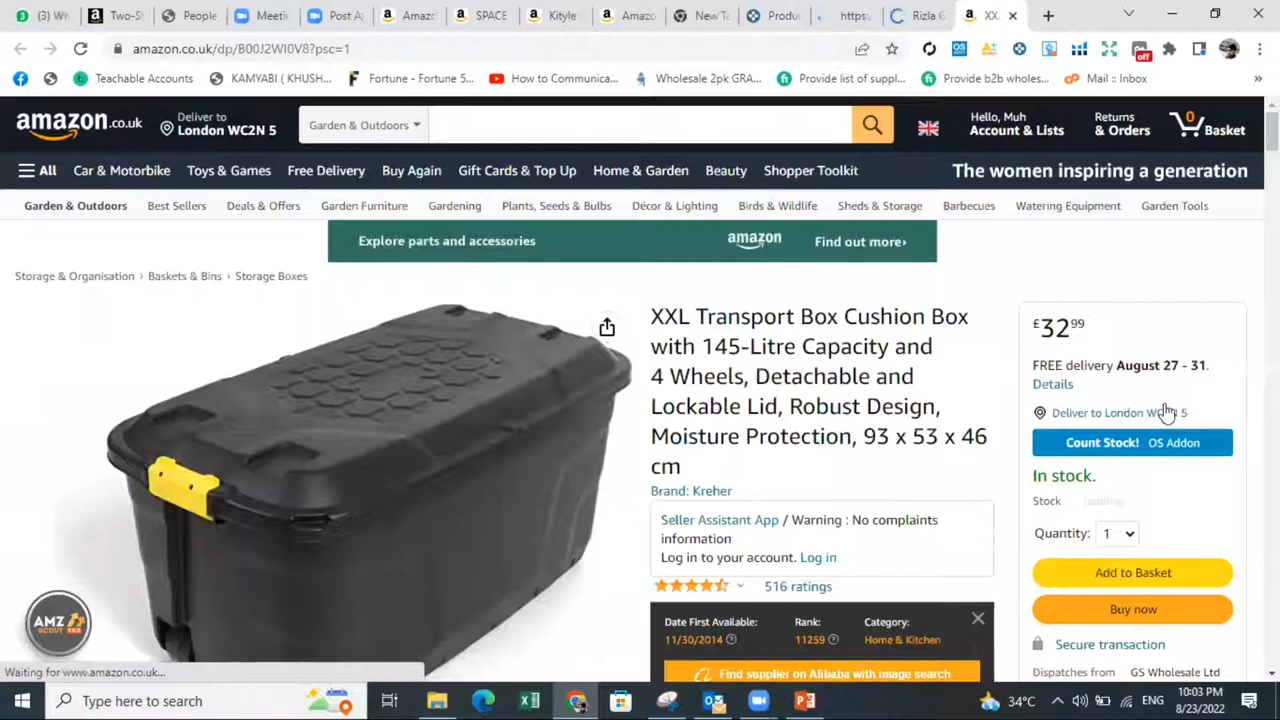 (3) W
Two-S
People
Meeti
Post A
Amaz
SPACE
Kityle
Amazo
New Ta
Produ
https
Rizla G
XX
amazon.co.uk/dp/B00J2WI0V8?psc=1
off
Teachable Accounts
KAMYABI ( KHUSH...
Fortune - Fortune 5...
How to Communica...
Wholesale 2pk GRA...
Provide list of suppl...
Provide b2b wholes...
Mail :: Inbox
»
amazon.co.uk
Deliver to
London WC2N 5
Garden & Outdoors
Hello, Muh
Account & Lists
Returns
& Orders
0
Basket
All
Car & Motorbike
Toys & Games
Free Delivery
Buy Again
Gift Cards & Top Up
Home & Garden
Beauty
Shopper Toolkit
The women inspiring a generation
Garden & Outdoors
Best Sellers
Deals & Offers
Garden Furniture
Gardening
Plants, Seeds & Bulbs
Décor & Lighting
Birds & Wildlife
Sheds & Storage
Barbecues
Watering Equipment
Garden Tools
Explore parts and accessories
amazon
Find out more›
Storage & Organisation › Baskets & Bins › Storage Boxes
XXL Transport Box Cushion Box
with 145-Litre Capacity and
4 Wheels, Detachable and
Lockable Lid, Robust Design,
Moisture Protection, 93 x 53 x 46
cm
Brand: Kreher
Seller Assistant App / Warning : No complaints
information
Log in to your account. Log in
516 ratings
Date First Available:
11/30/2014
Rank:
11259
Category:
Home & Kitchen
Find supplier on Alibaba with image search
£32 99
FREE delivery August 27 - 31.
Details
Deliver to London 5
Count Stock! OS Addon
In stock.
Stock loading
Quantity: 1
Add to Basket
Buy now
Secure transaction
Dispatches from GS Wholesale Ltd
AMZ
SCOUT
Waiting for www.amazon.co.uk...
Type here to search
34°C
ENG
10:03 PM
8/23/2022